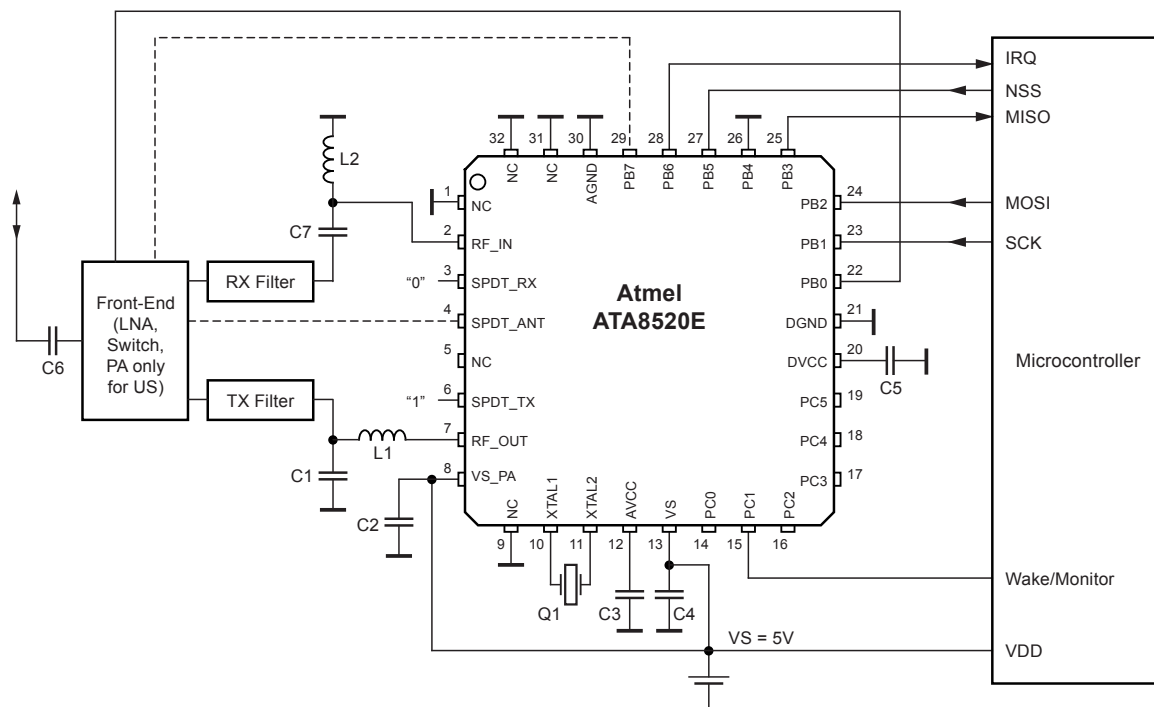 IRQ
NSS
MISO
32
31
30
29
28
27
26
25
NC
NC
AGND
PB7
PB6
PB5
PB4
PB3
L2
C7
1
NC
2
RF_IN
3
SPDT_RX
"0"
4
SPDT_ANT
5
NC
6
SPDT_TX
"1"
7
RF_OUT
8
VS_PA
RX Filter
Front-End
(LNA,
Switch,
PA only
for US)
C6
TX Filter
L1
C1
C2
Atmel
ATA8520E
PB2
24
MOSI
PB1
23
SCK
PB0
22
DGND
21
DVCC
20
C5
PC5
19
PC4
18
PC3
17
Microcontroller
NC
XTAL1
XTAL2
AVCC
VS
PC0
PC1
PC2
9
10
11
12
13
14
15
16
Q1
C3
C4
Wake/Monitor
VS = 5V
VDD